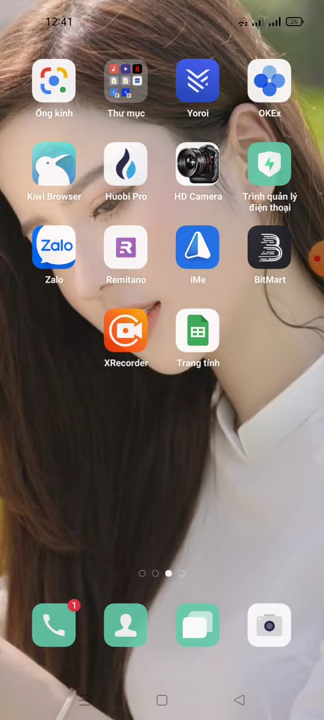 12:41
26
Ống kính
Thư mục
Yoroi
OKEx
Kiwi Browser
Huobi Pro
HD Camera
Trình quản lý
điện thoại
Zalo
Zalo
Remitano
iMe
BitMart
XRecorder
Trang tính
1